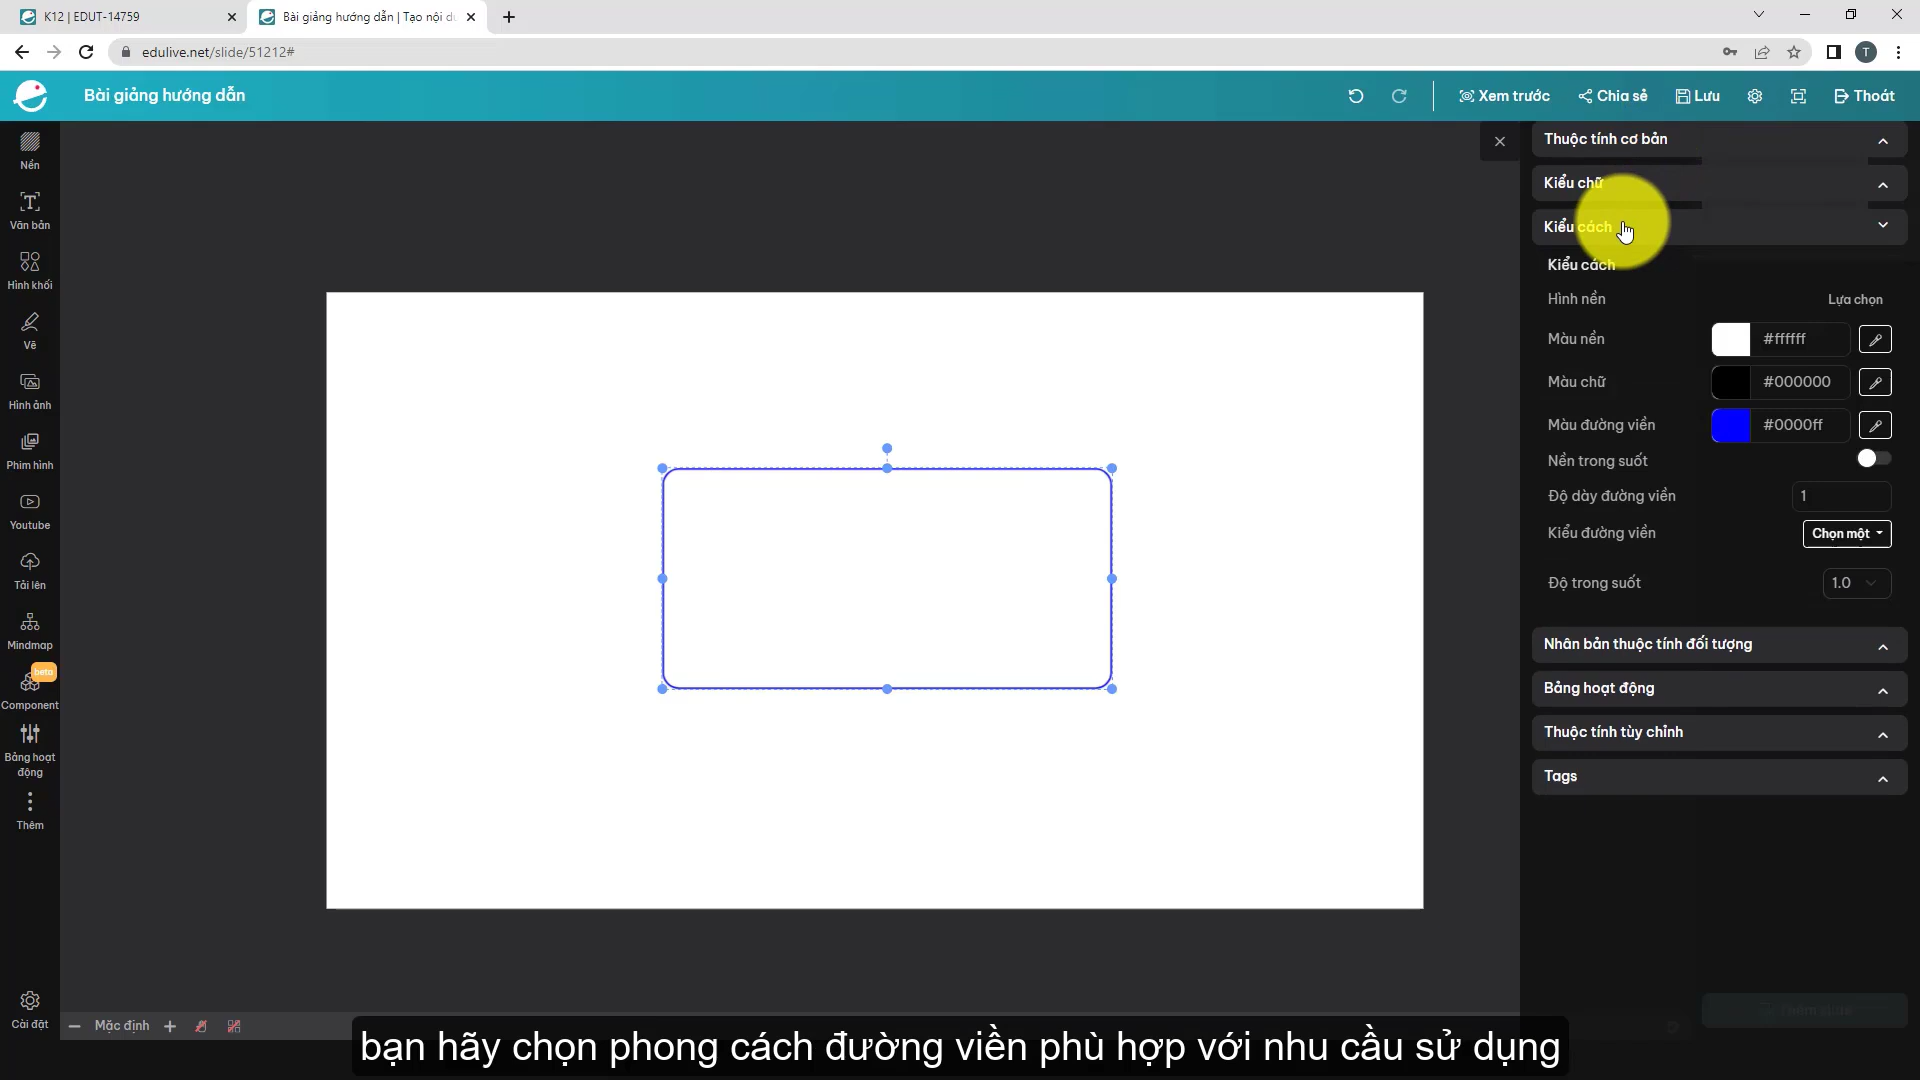 K12 | EDUT-14759
Bài giảng hướng dẫn | Tạo nội du
edulive.net/slide/51212#
T
Bài giảng hướng dẫn
Xem trước
Chia sẻ
Lưu
Thoát
Nền
Văn bản
Hình khối
Vẽ
Hình ảnh
Phim hình
Youtube
Tải lên
Mindmap
beta
Component
Bảng hoạt
động
Thêm
Cài đặt
Thuộc tính cơ bản
Kiểu chữ
Kiểu cách
Kiểu cách
Hình nền
Lựa chọn
Màu nền
#ffffff
Màu chữ
#000000
Màu đường viền
#0000ff
Nền trong suốt
Độ dày đường viền
1
Kiểu đường viền
Chọn một
Độ trong suốt
1.0
Nhân bản thuộc tính đối tượng
Bảng hoạt động
Thuộc tính tùy chỉnh
Tags
Mặc định
bạn hãy chọn phong cách đường viền phù hợp với nhu cầu sử dụng